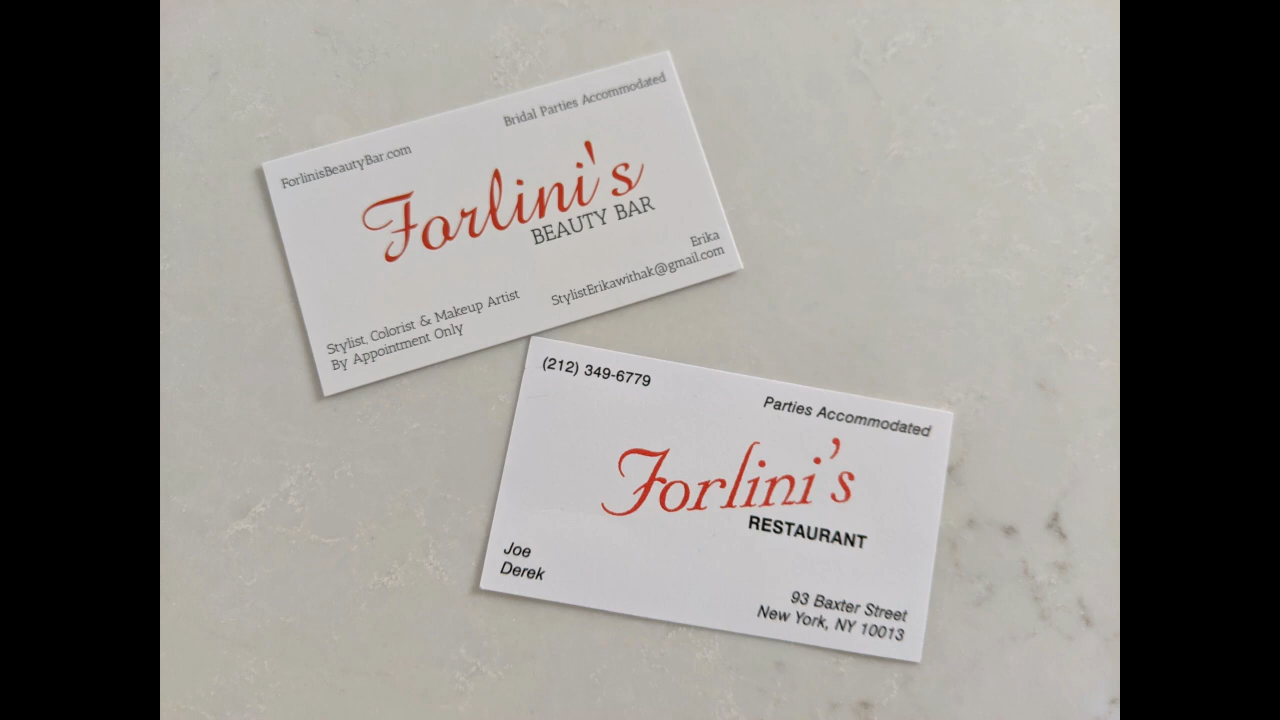 Bridal Parties Accommodated
ForlinisBeautyBar.com
Forlini's
BEAUTY BAR
Erika
StylistErikawithak@gmail.com
Stylist, Colorist & Makeup Artist
By Appointment Only
(212) 349-6779
Parties Accommodated
Forlini's
RESTAURANT
Joe
Derek
93 Baxter Street
New York, NY 10013